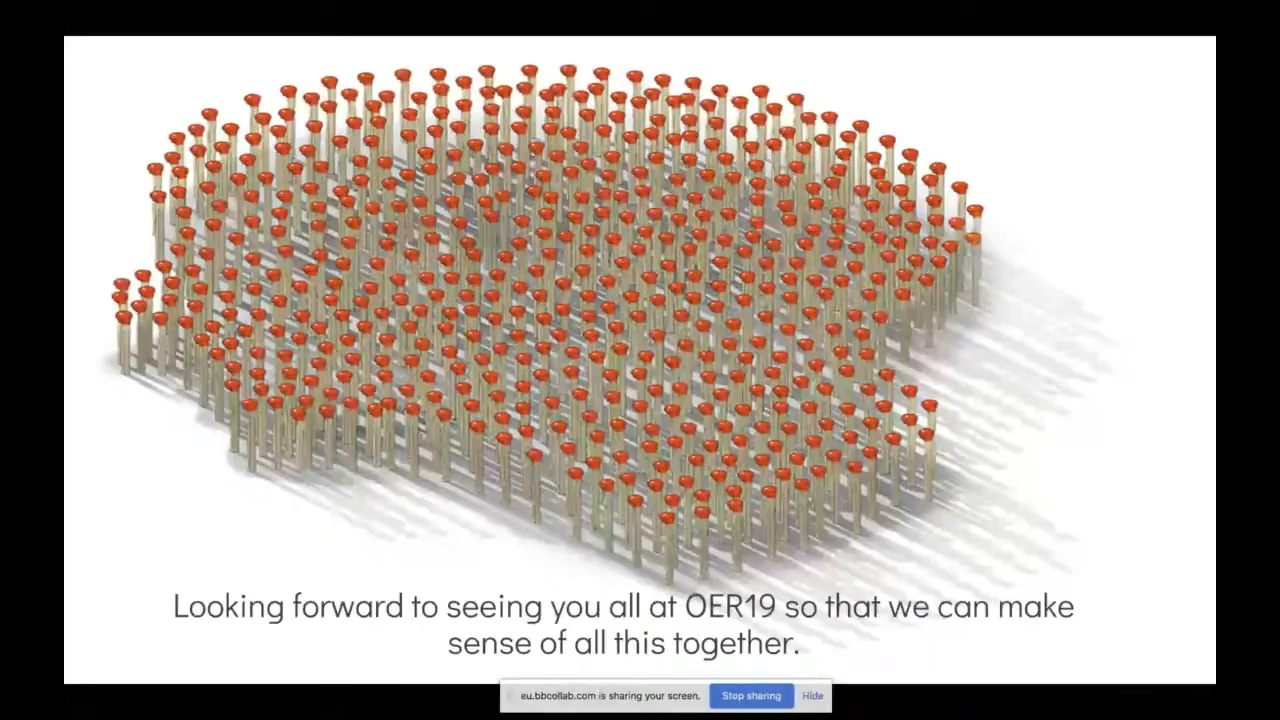 Looking forward to seeing you all at OER19 so that we can make
sense of all this together.
eu.bbcollab.com is sharing your screen. Stop sharing Hide